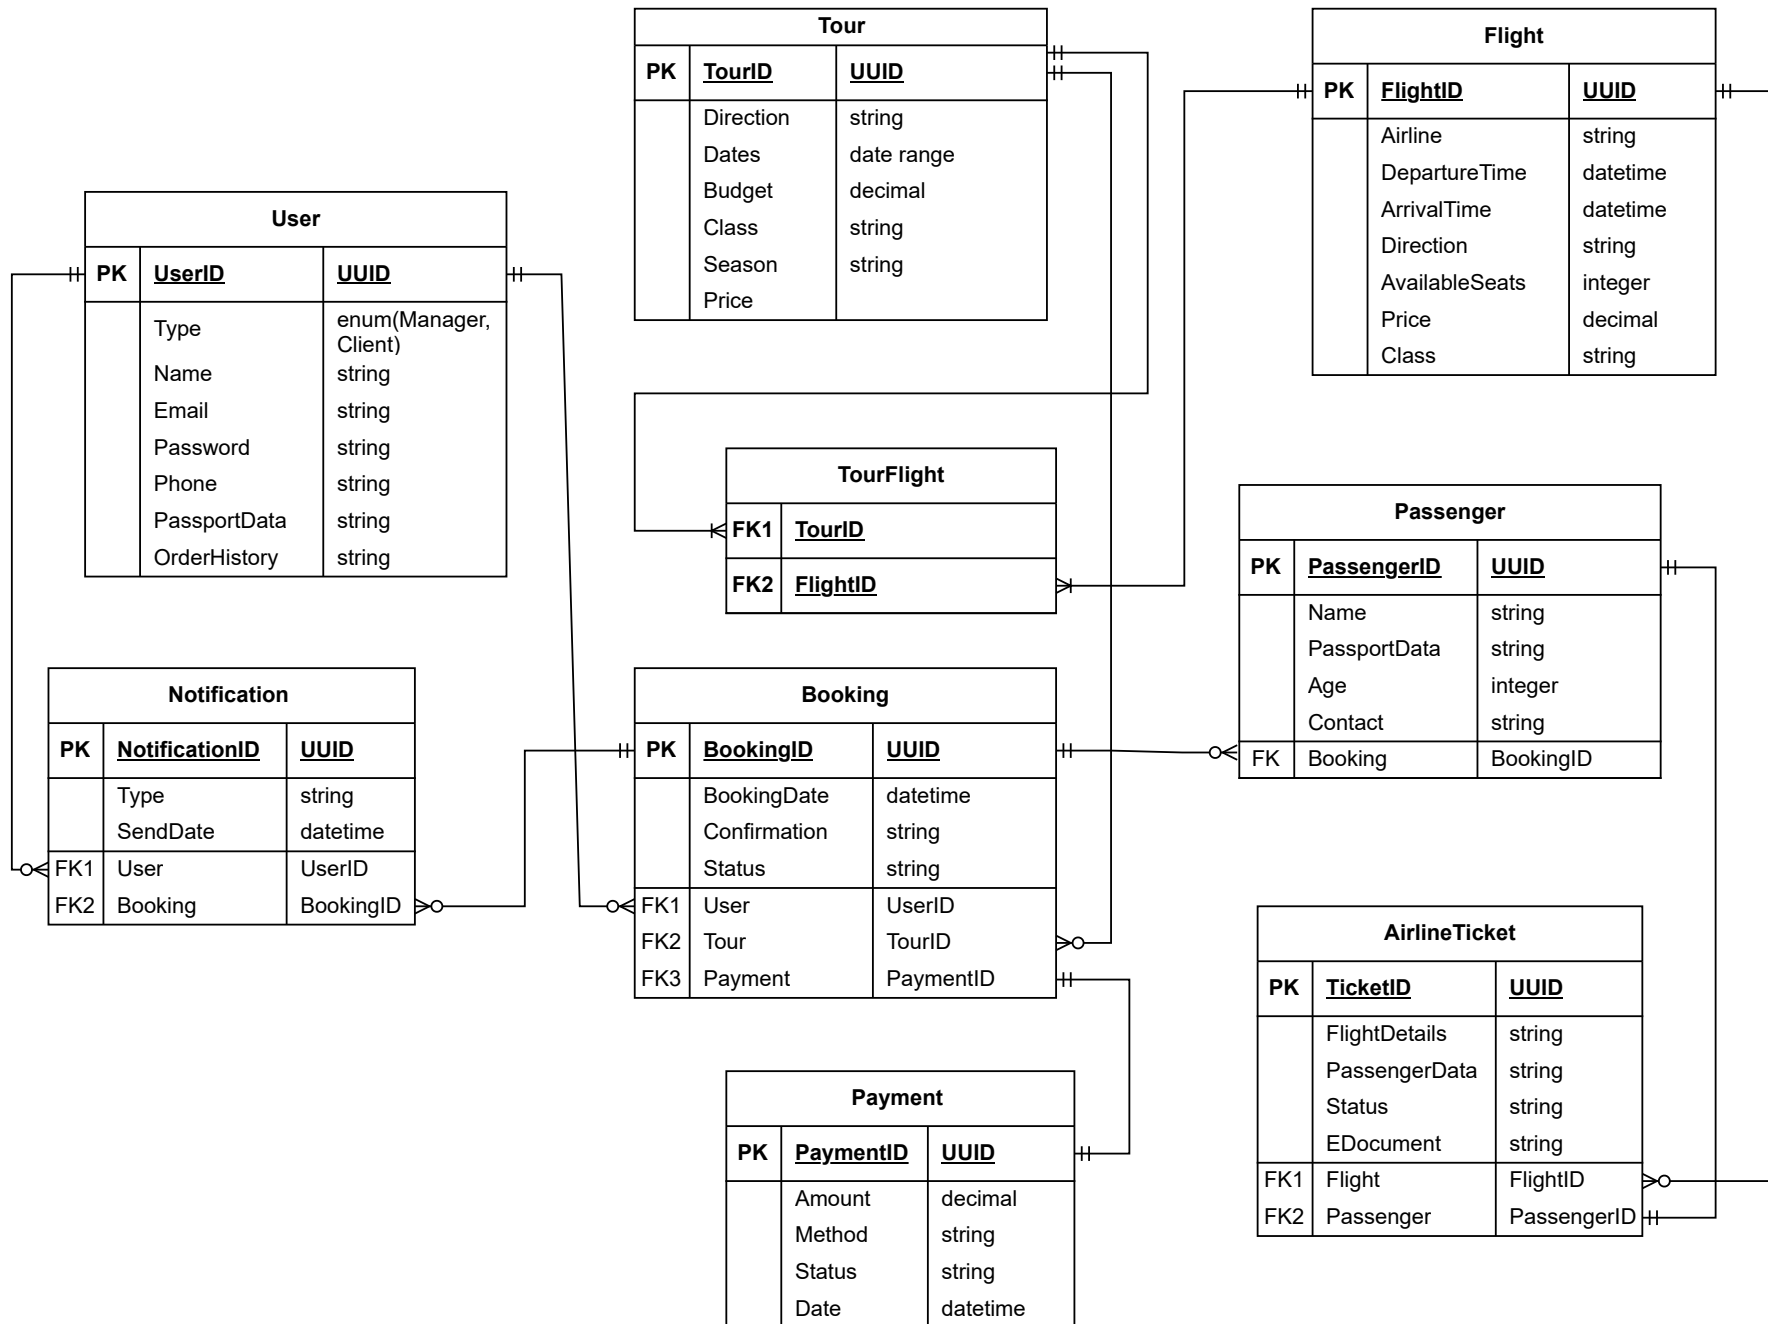 Tour
PK TourID UUID
Direction string
Dates date range
Budget decimal
Class string
Season string
Price
Flight
PK FlightID UUID
Airline string
DepartureTime datetime
ArrivalTime datetime
Direction string
AvailableSeats integer
Price decimal
Class string
User
PK UserID UUID
Type enum(Manager,
Client)
Name string
Email string
Password string
Phone string
PassportData string
OrderHistory string
TourFlight
FK1 TourID
FK2 FlightID
Passenger
PK PassengerID UUID
Name string
PassportData string
Age integer
Contact string
FK Booking BookingID
Notification
PK NotificationID UUID
Type string
SendDate datetime
FK1 User UserID
FK2 Booking BookingID
Booking
PK BookingID UUID
BookingDate datetime
Confirmation string
Status string
FK1 User UserID
FK2 Tour TourID
FK3 Payment PaymentID
AirlineTicket
PK TicketID UUID
FlightDetails string
PassengerData string
Status string
EDocument string
FK1 Flight FlightID
FK2 Passenger PassengerID
Payment
PK PaymentID UUID
Amount decimal
Method string
Status string
Date datetime